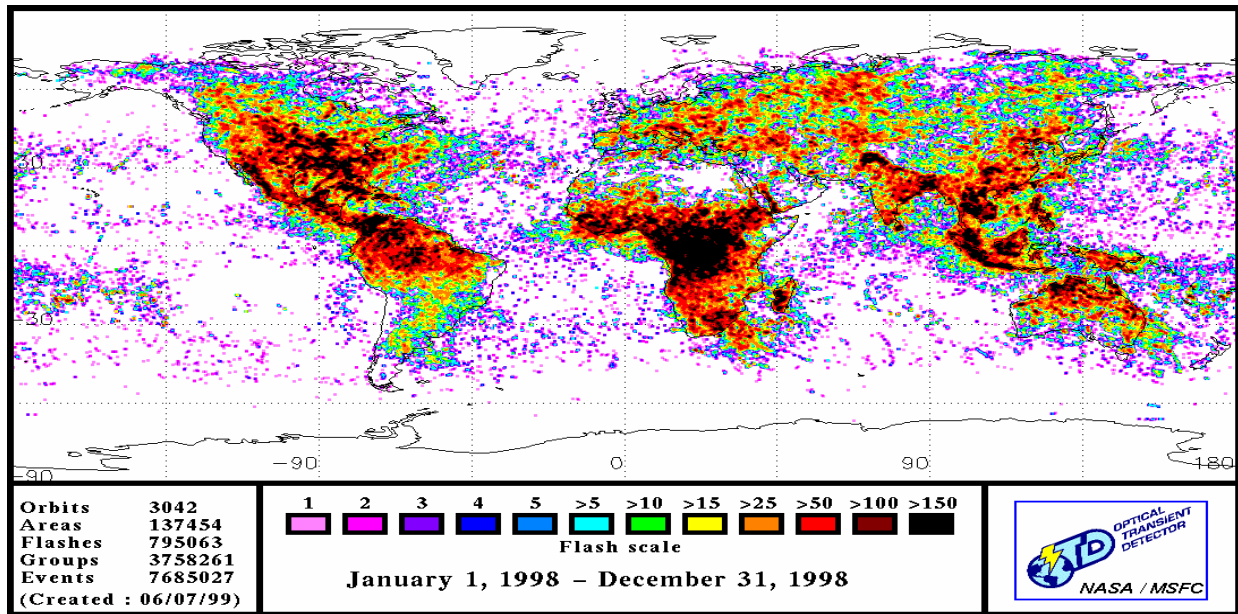 30
-30
-90
-90
0
90
180
Orbits 3042
Areas 137454
Flashes 795063
Groups 3758261
Events 7685027
(Created : 06/07/99)
1 2 3 4 5 >5 >10 >15 >25 >50 >100 >150
Flash scale
January 1, 1998 – December 31, 1998
OTD
OPTICAL
TRANSIENT
DETECTOR
NASA / MSFC